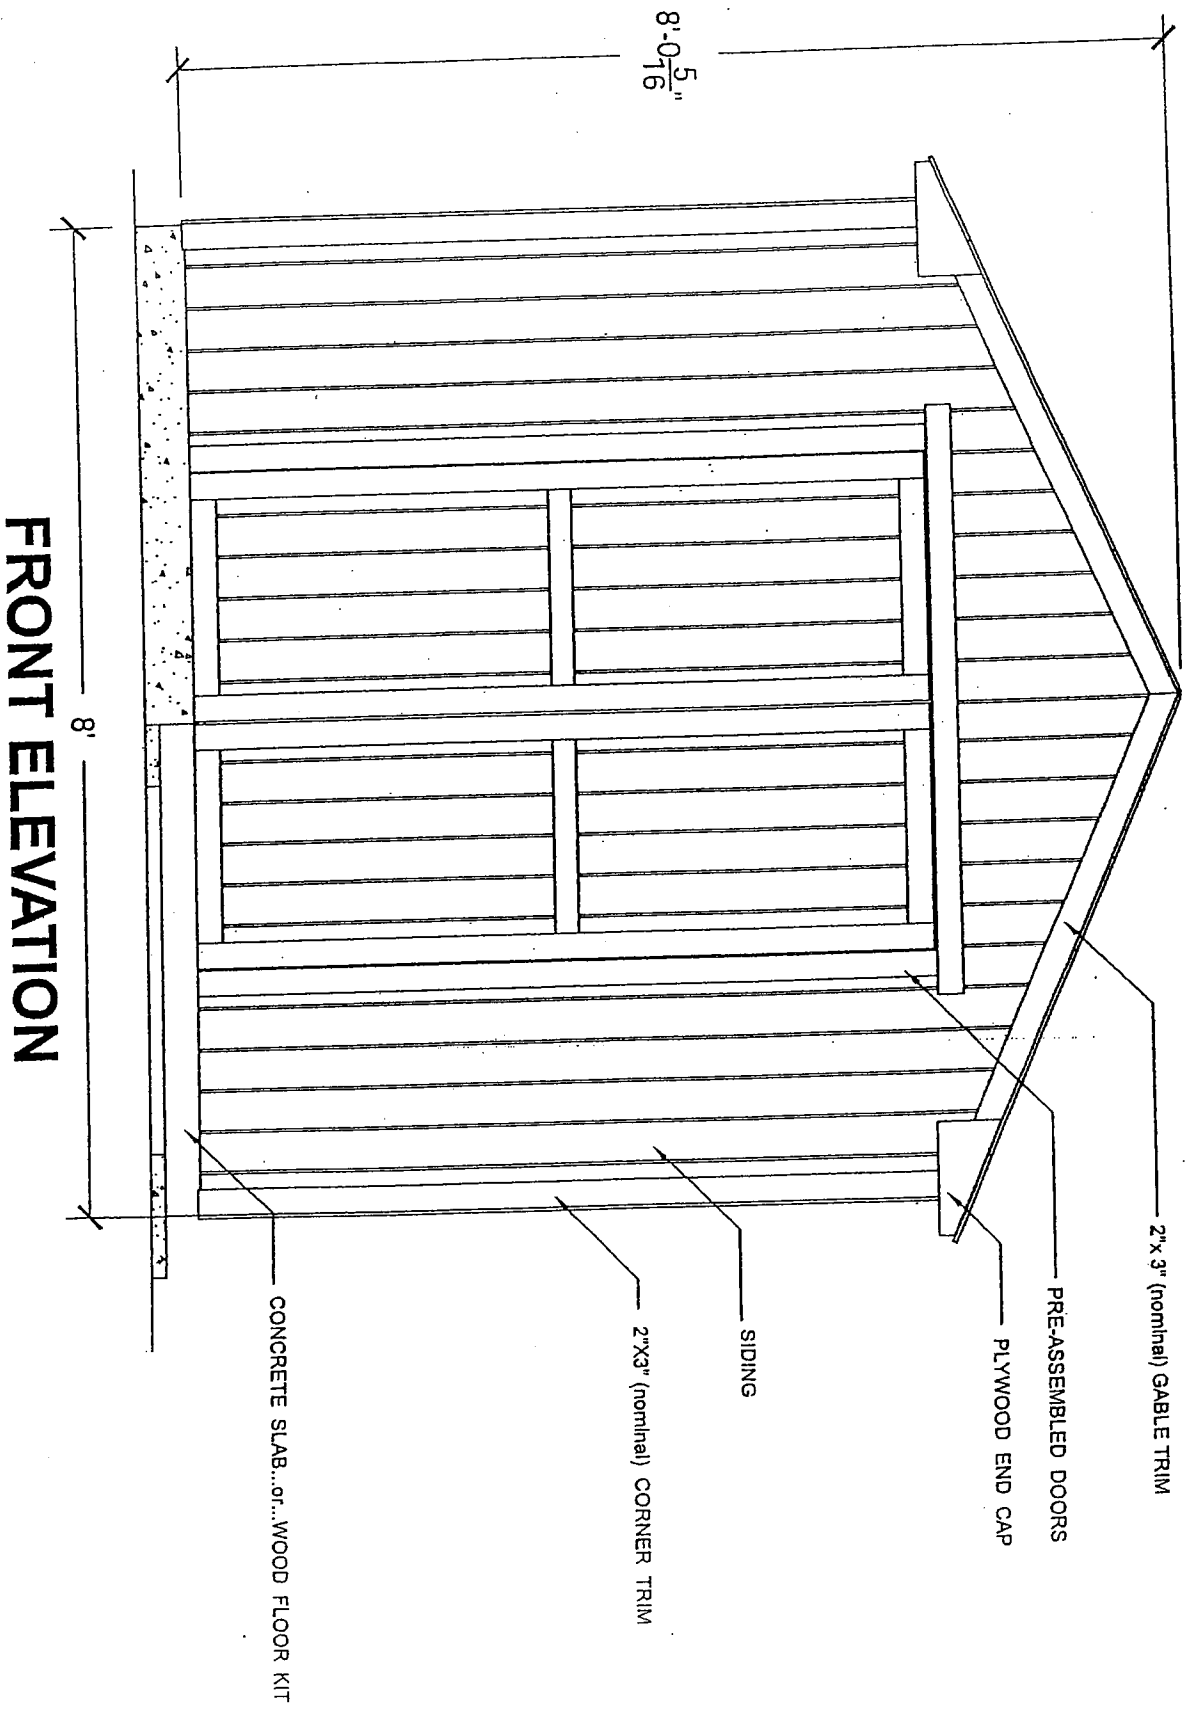 8'-0 5/16"
2"x 3" (nominal) GABLE TRIM
PRE-ASSEMBLED DOORS
PLYWOOD END CAP
SIDING
2"X3" (nominal) CORNER TRIM
CONCRETE SLAB...or...WOOD FLOOR KIT
8'
FRONT ELEVATION